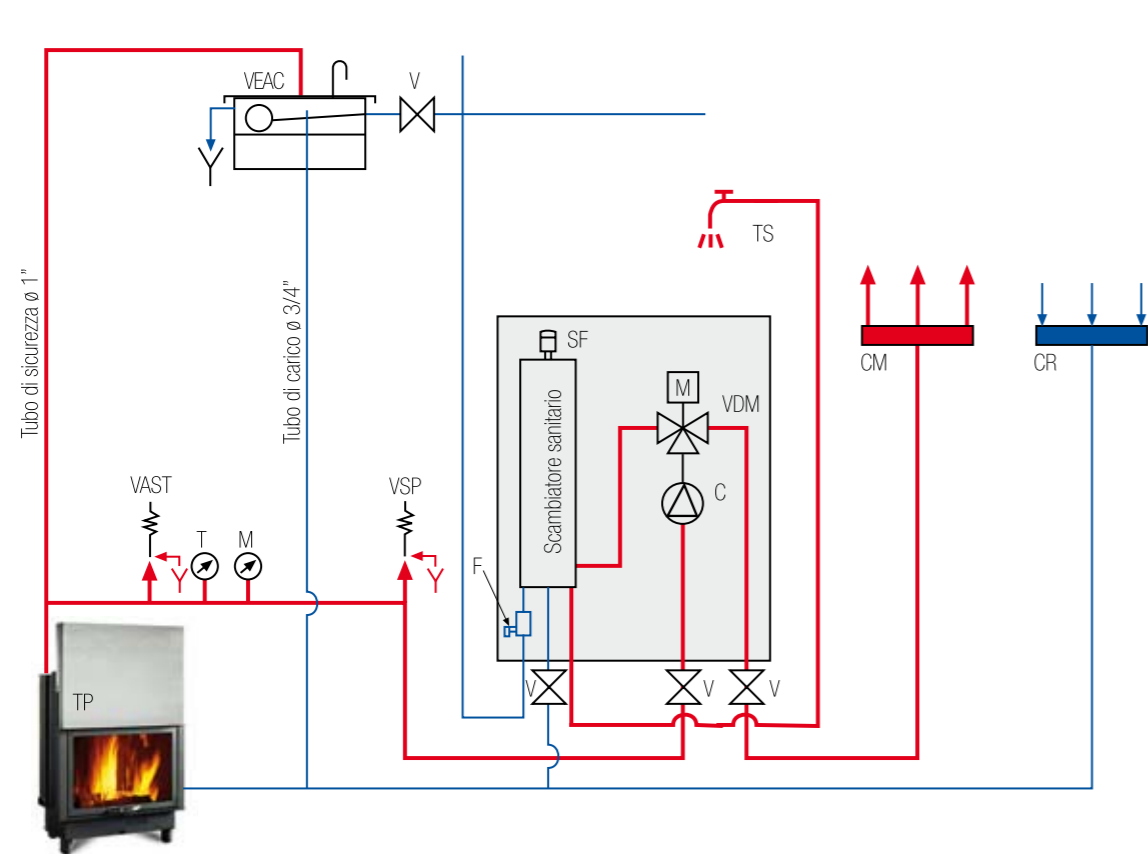 VEAC
V
TS
Tubo di sicurezza ø 1”
Tubo di carico ø 3/4”
SF
CM
CR
M
VDM
Scambiatore sanitario
C
VAST
VSP
T
M
F
TP
V
V
V